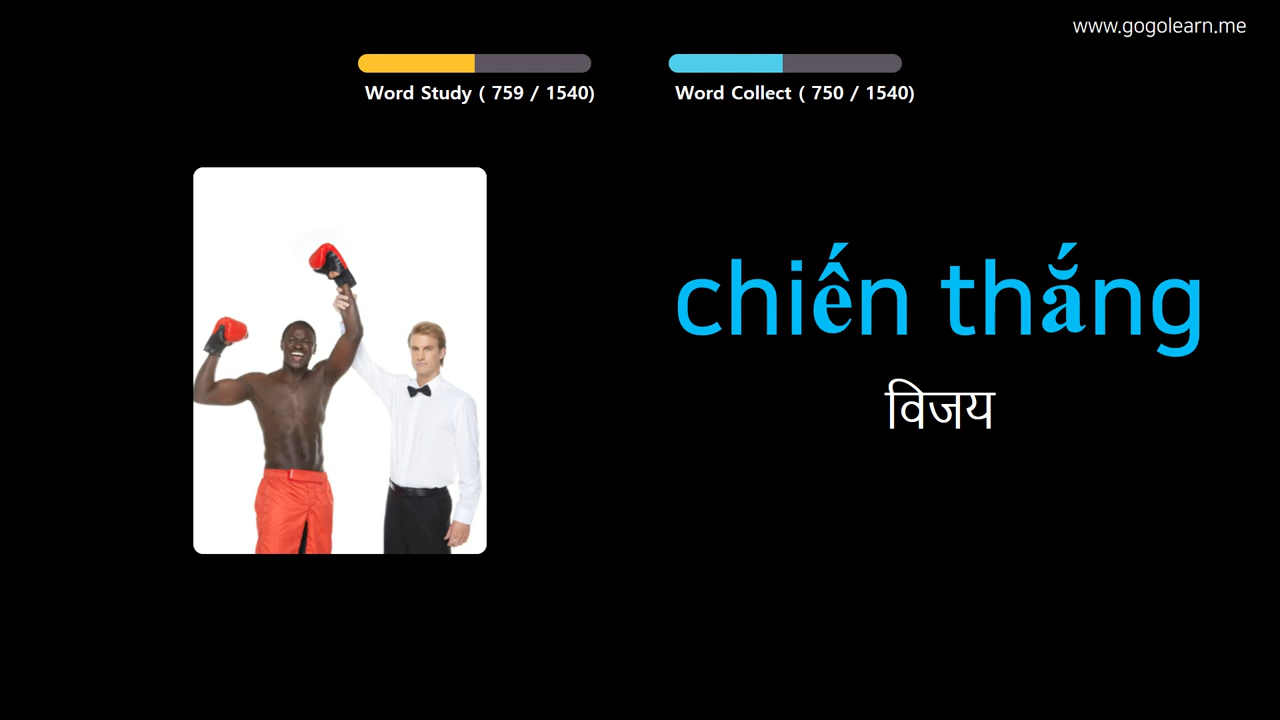 www.gogolearn.me
Word Study ( 759 / 1540)
Word Collect ( 750 / 1540)
chiến thắng
विजय